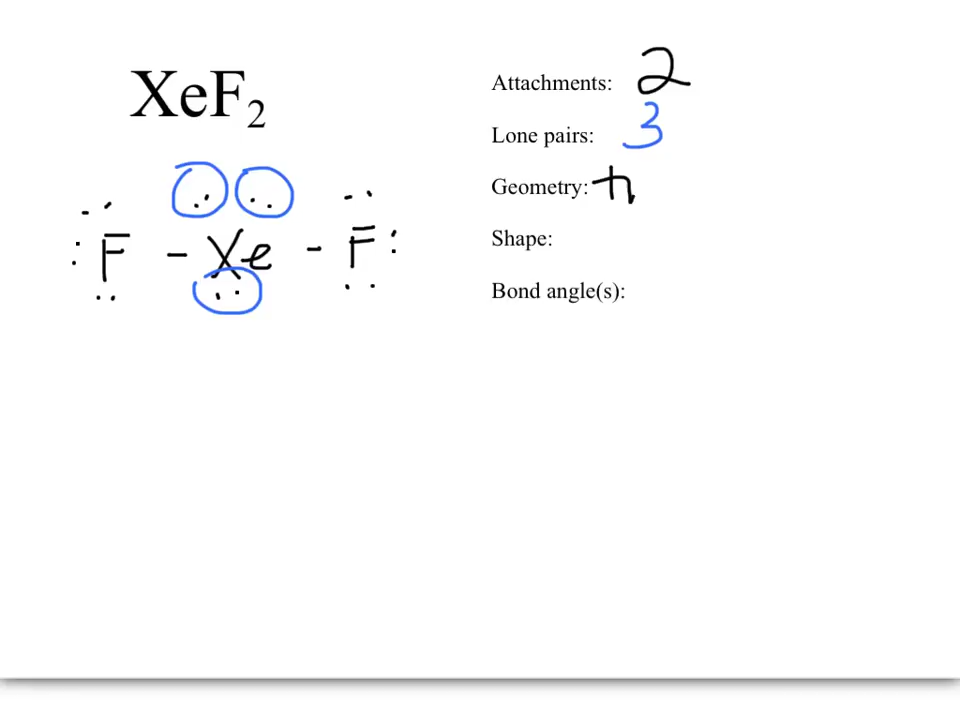 XeF₂
Attachments: 2
Lone pairs: 3
Geometry:
Shape:
Bond angle(s):
:F - Xe - F: